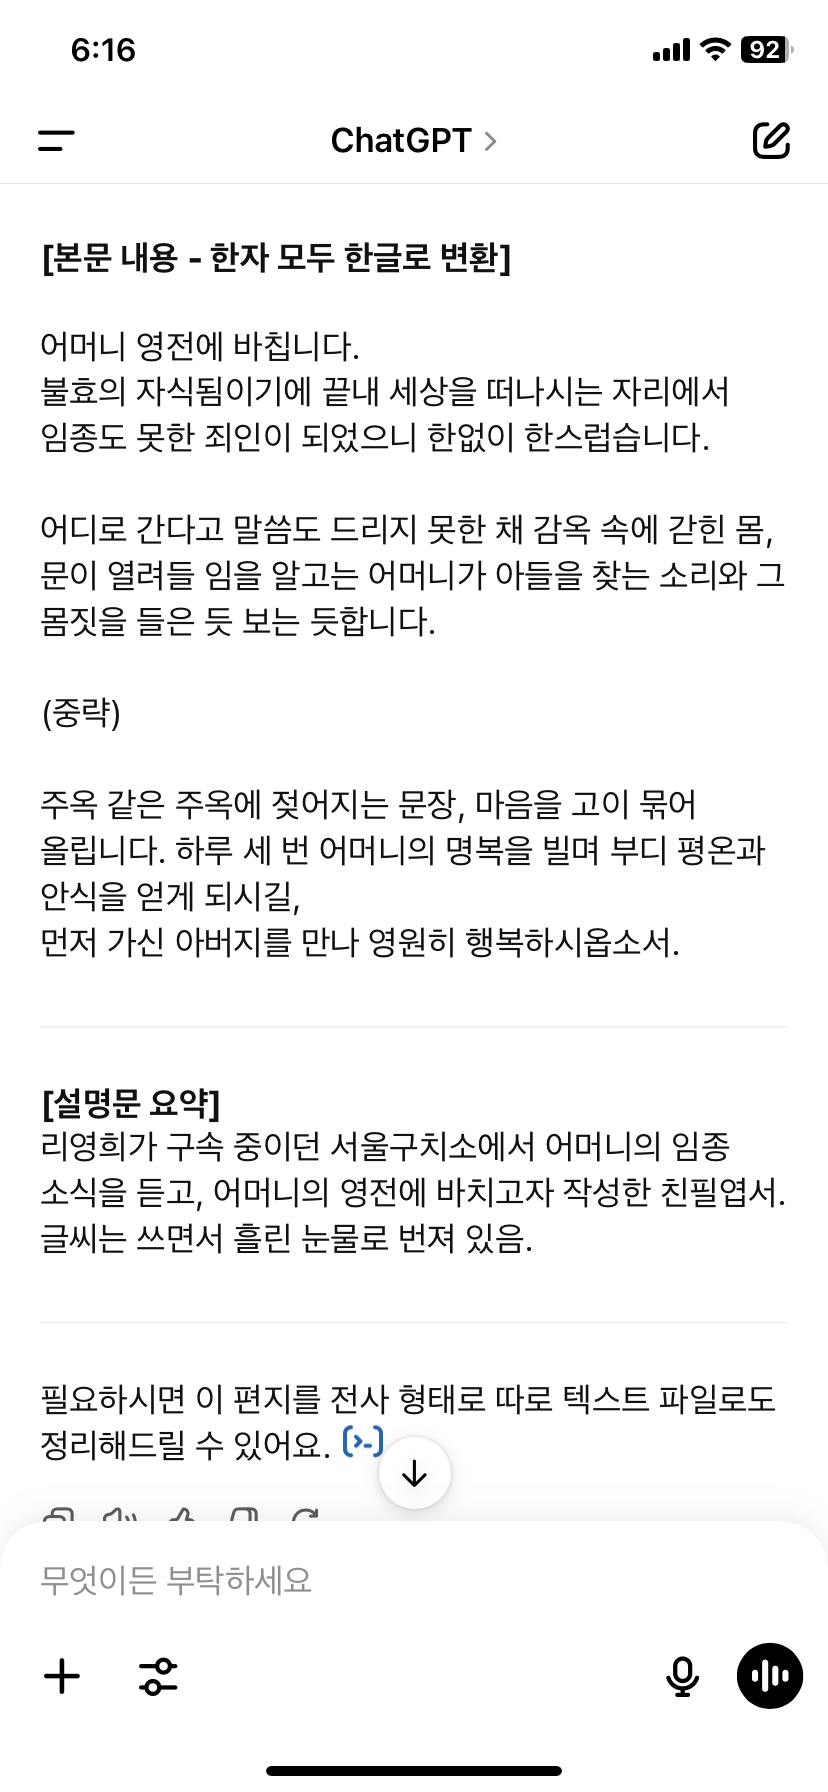 6:16
92
ChatGPT
[본문 내용 - 한자 모두 한글로 변환]
어머니 영전에 바칩니다.
불효의 자식됨이기에 끝내 세상을 떠나시는 자리에서
임종도 못한 죄인이 되었으니 한없이 한스럽습니다.
어디로 간다고 말씀도 드리지 못한 채 감옥 속에 갇힌 몸,
문이 열려들 임을 알고는 어머니가 아들을 찾는 소리와 그
몸짓을 들은 듯 보는 듯합니다.
(중략)
주옥 같은 주옥에 젖어지는 문장, 마음을 고이 묶어
올립니다. 하루 세 번 어머니의 명복을 빌며 부디 평온과
안식을 얻게 되시길,
먼저 가신 아버지를 만나 영원히 행복하시옵소서.
[설명문 요약]
리영희가 구속 중이던 서울구치소에서 어머니의 임종
소식을 듣고, 어머니의 영전에 바치고자 작성한 친필엽서.
글씨는 쓰면서 흘린 눈물로 번져 있음.
필요하시면 이 편지를 전사 형태로 따로 텍스트 파일로도
정리해드릴 수 있어요. [>-]
무엇이든 부탁하세요